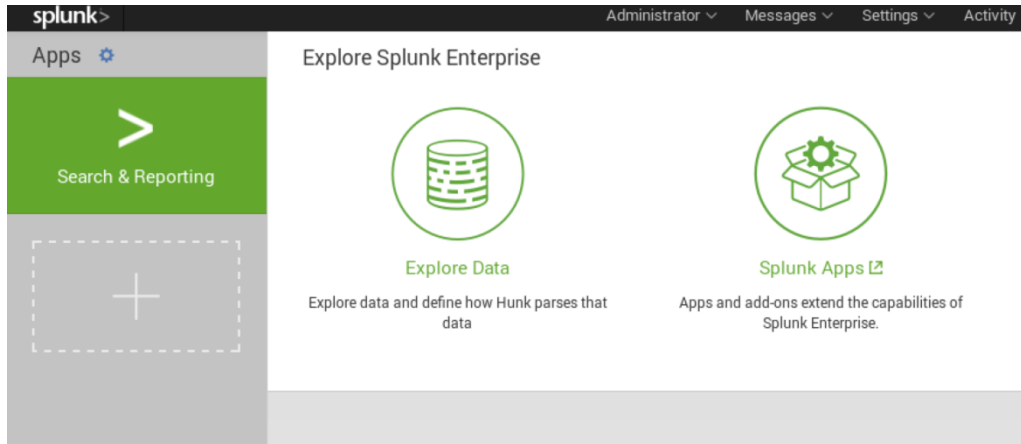 splunk> Administrator Messages Settings Activity
Apps
Explore Splunk Enterprise
>
Search & Reporting
Explore Data
Explore data and define how Hunk parses that
data
Splunk Apps
Apps and add-ons extend the capabilities of
Splunk Enterprise.